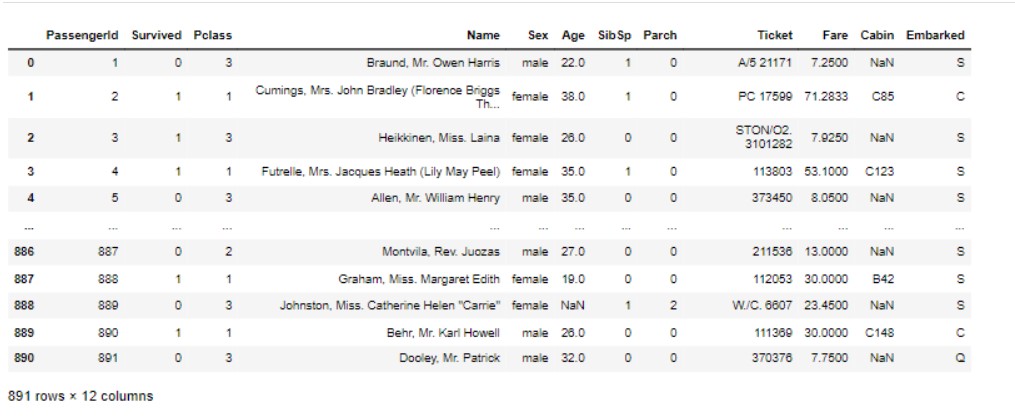 PassengerId Survived Pclass Name Sex Age SibSp Parch Ticket Fare Cabin Embarked
0 1 0 3 Braund, Mr. Owen Harris male 22.0 1 0 A/5 21171 7.2500 NaN S
1 2 1 1 Cumings, Mrs. John Bradley (Florence Briggs Th... female 38.0 1 0 PC 17599 71.2833 C85 C
2 3 1 3 Heikkinen, Miss. Laina female 26.0 0 0 STON/O2. 3101282 7.9250 NaN S
3 4 1 1 Futrelle, Mrs. Jacques Heath (Lily May Peel) female 35.0 1 0 113803 53.1000 C123 S
4 5 0 3 Allen, Mr. William Henry male 35.0 0 0 373450 8.0500 NaN S
... ... ... ... ... ... ... ... ... ... ... ... ...
886 887 0 2 Montvila, Rev. Juozas male 27.0 0 0 211536 13.0000 NaN S
887 888 1 1 Graham, Miss. Margaret Edith female 19.0 0 0 112053 30.0000 B42 S
888 889 0 3 Johnston, Miss. Catherine Helen "Carrie" female NaN 1 2 W./C. 6607 23.4500 NaN S
889 890 1 1 Behr, Mr. Karl Howell male 26.0 0 0 111369 30.0000 C148 C
890 891 0 3 Dooley, Mr. Patrick male 32.0 0 0 370376 7.7500 NaN Q
891 rows × 12 columns